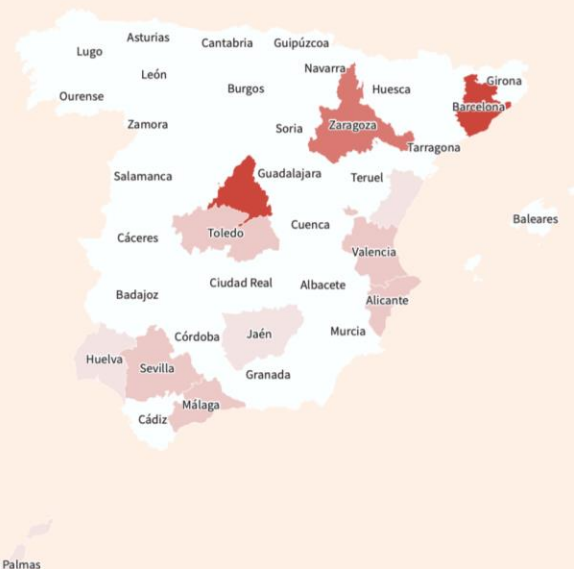 Asturias
Cantabria
Guipúzcoa
Lugo
Navarra
León
Girona
Burgos
Huesca
Ourense
Barcelona
Zamora
Soria
Zaragoza
Tarragona
Salamanca
Guadalajara
Teruel
Baleares
Cuenca
Toledo
Cáceres
Valencia
Ciudad Real
Albacete
Badajoz
Alicante
Murcia
Córdoba
Jaén
Huelva
Sevilla
Granada
Málaga
Cádiz
Palmas